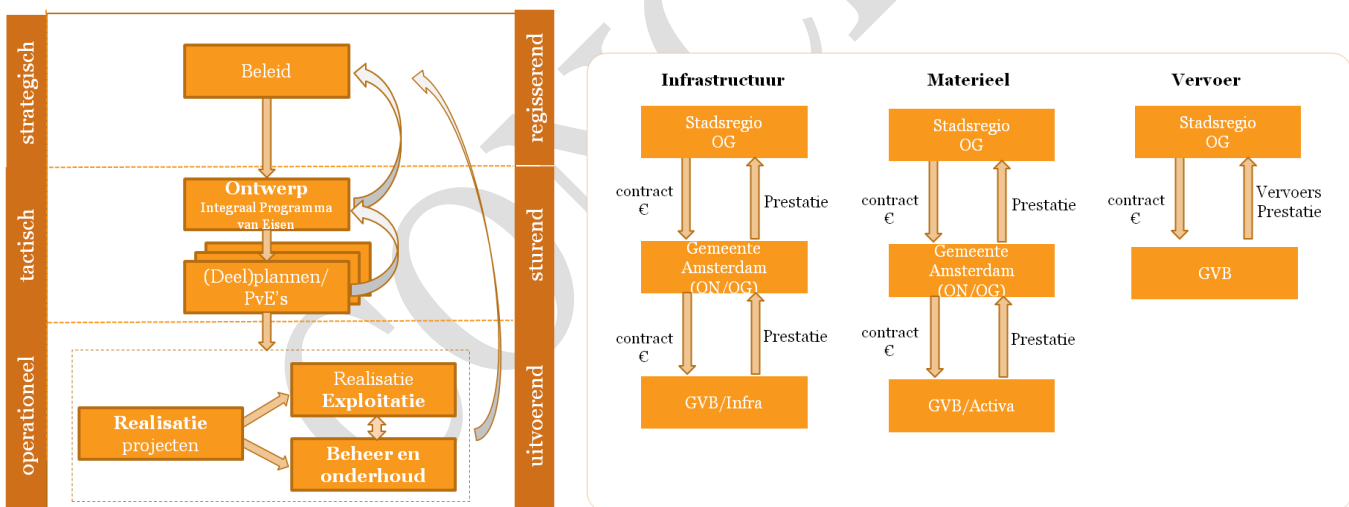 strategisch
tactisch
operationeel
Beleid
Ontwerp
Integraal Programma
van Eisen
(Deel)plannen/
PvE's
Realisatie
projecten
Realisatie
Exploitatie
Beheer en
onderhoud
registerend
sturend
uitvoerend
Infrastructuur
Stadsregio
OG
contract
€
Prestatie
Gemeente
Amsterdam
(ON/OG)
contract
€
Prestatie
GVB/Infra
Materieel
Stadsregio
OG
contract
€
Prestatie
Gemeente
Amsterdam
(ON/OG)
contract
€
Prestatie
GVB/Activa
Vervoer
Stadsregio
OG
contract
€
Vervoers
Prestatie
GVB